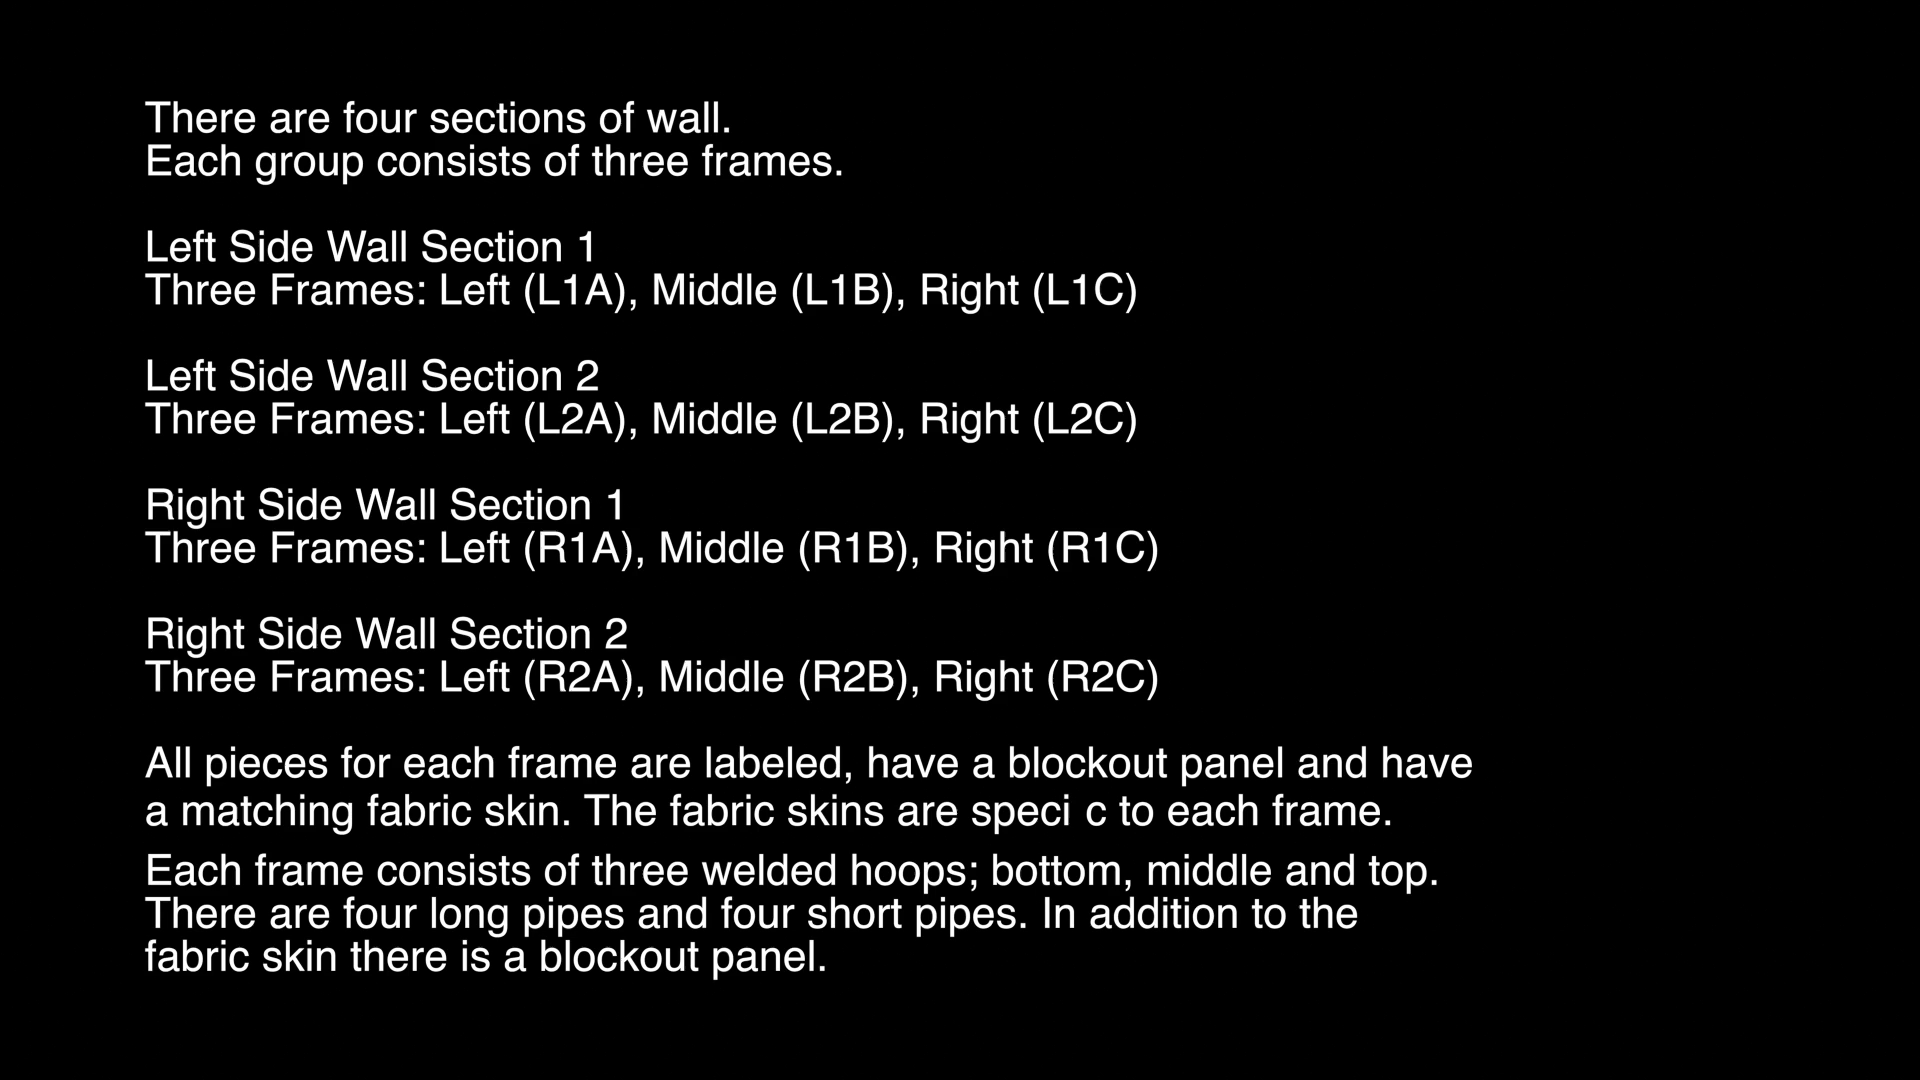 There are four sections of wall.
Each group consists of three frames.
Left Side Wall Section 1
Three Frames: Left (L1A), Middle (L1B), Right (L1C)
Left Side Wall Section 2
Three Frames: Left (L2A), Middle (L2B), Right (L2C)
Right Side Wall Section 1
Three Frames: Left (R1A), Middle (R1B), Right (R1C)
Right Side Wall Section 2
Three Frames: Left (R2A), Middle (R2B), Right (R2C)
All pieces for each frame are labeled, have a blockout panel and have
a matching fabric skin. The fabric skins are speci c to each frame.
Each frame consists of three welded hoops; bottom, middle and top.
There are four long pipes and four short pipes. In addition to the
fabric skin there is a blockout panel.